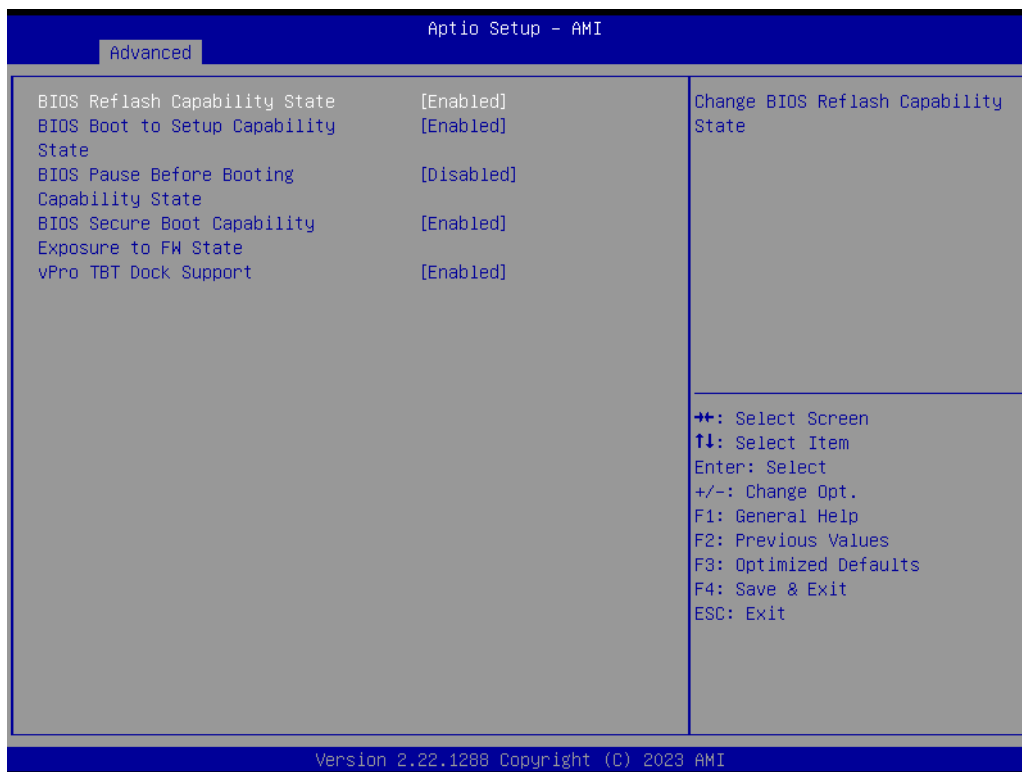 Aptio Setup – AMI
Advanced
BIOS Reflash Capability State [Enabled]
BIOS Boot to Setup Capability [Enabled]
State
BIOS Pause Before Booting [Disabled]
Capability State
BIOS Secure Boot Capability [Enabled]
Exposure to FW State
vPro TBT Dock Support [Enabled]
Change BIOS Reflash Capability
State
→←: Select Screen
↑↓: Select Item
Enter: Select
+/-: Change Opt.
F1: General Help
F2: Previous Values
F3: Optimized Defaults
F4: Save & Exit
ESC: Exit
Version 2.22.1288 Copyright (C) 2023 AMI